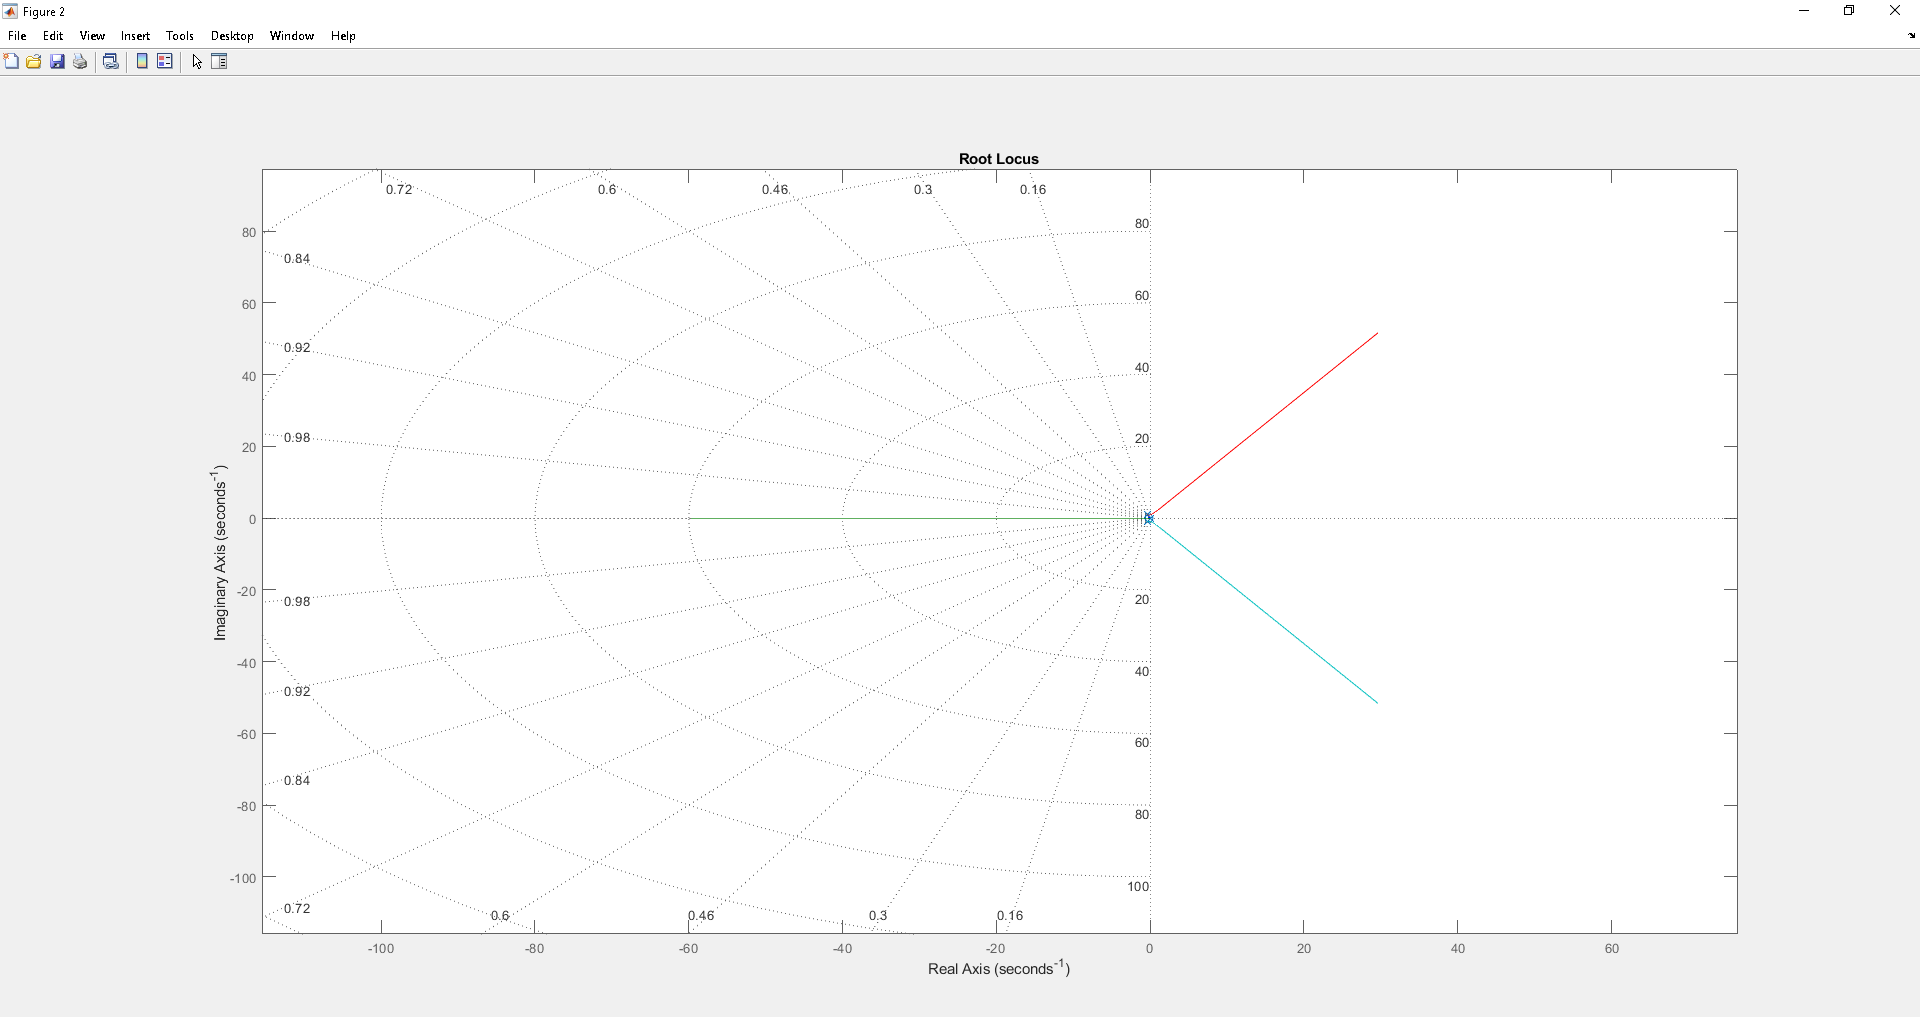 Figure 2
File Edit View Insert Tools Desktop Window Help
Root Locus
0.72 0.6 0.46 0.3 0.16
80 80
0.84
60 60
0.92
40 40
0.98 20
20
0
-20
0.98 20
-40 40
0.92
-60 60
0.84
-80 80
-100 100
0.72 0.6 0.46 0.3 0.16
-100 -80 -60 -40 -20 0 20 40 60
Real Axis (seconds-1)
Imaginary Axis (seconds-1)